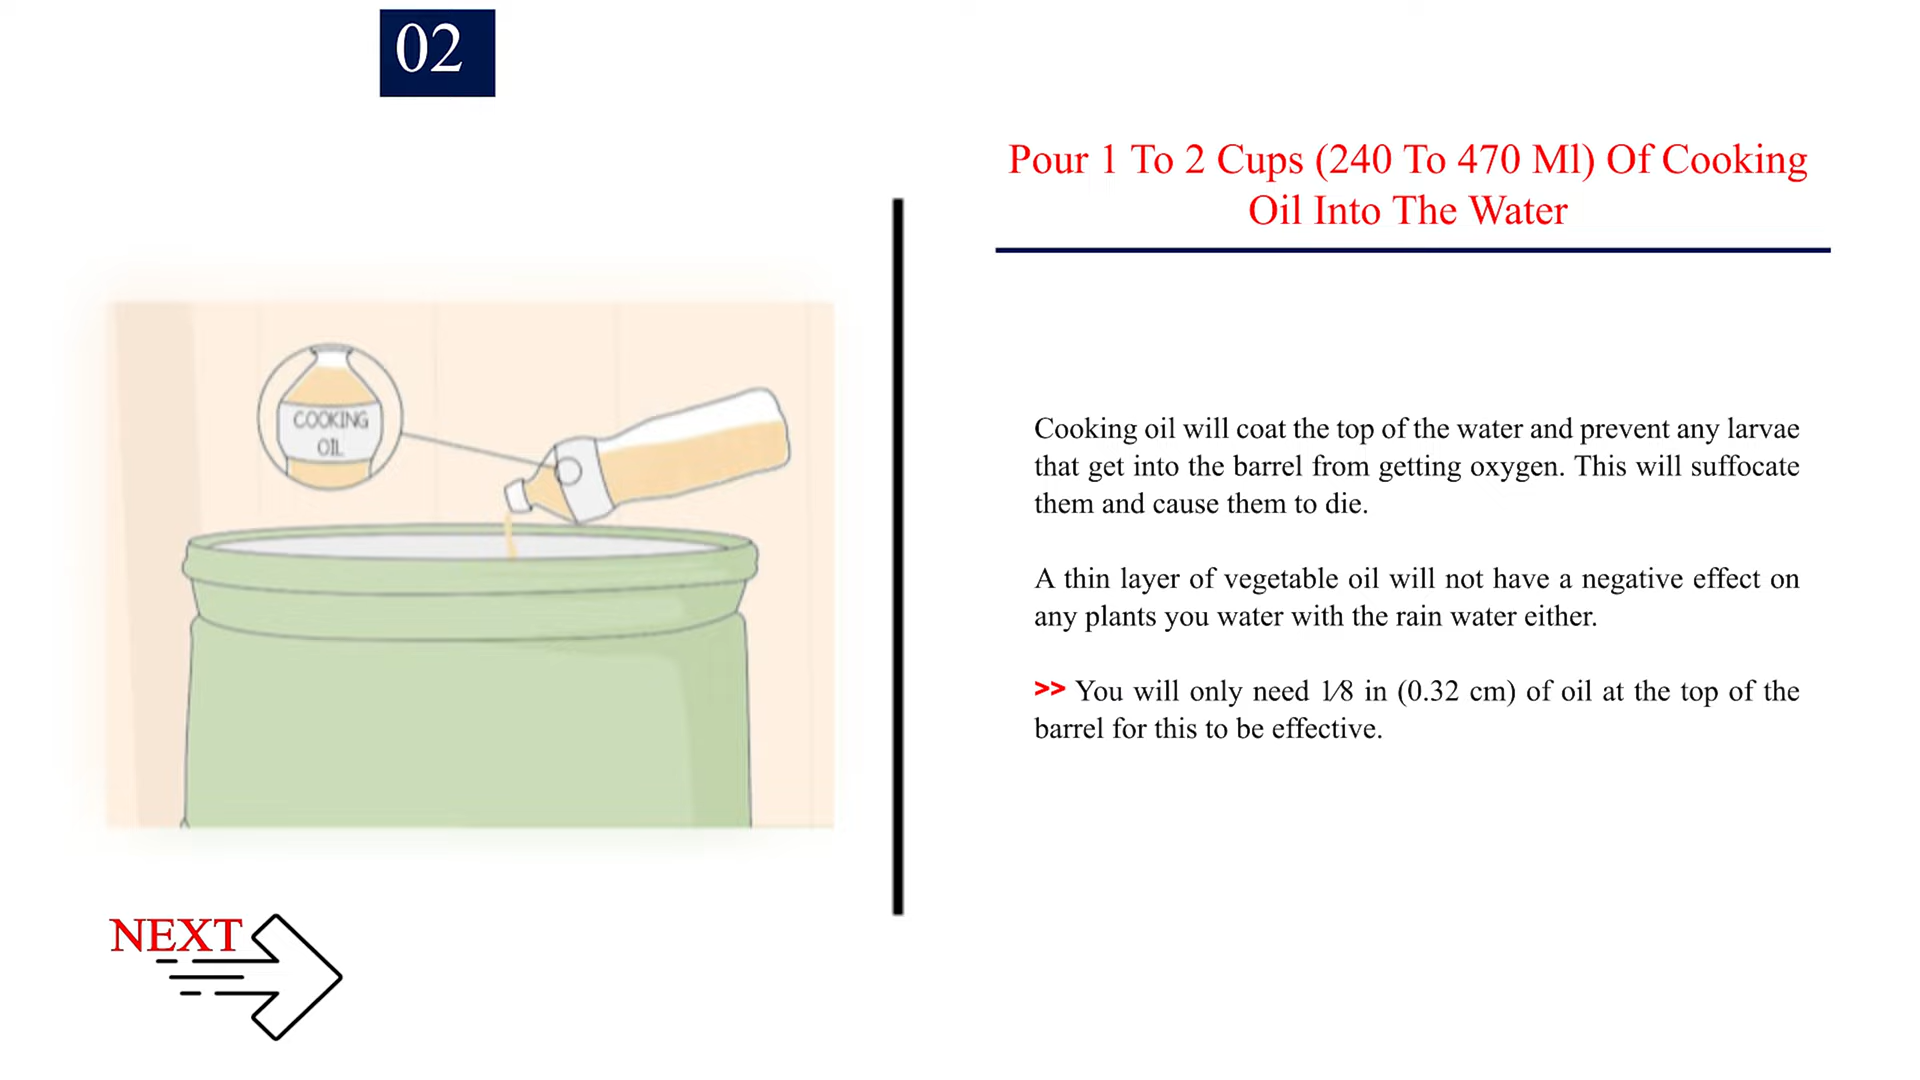 02
Pour 1 To 2 Cups (240 To 470 Ml) Of Cooking
Oil Into The Water
COOKING
OIL
Cooking oil will coat the top of the water and prevent any larvae
that get into the barrel from getting oxygen. This will suffocate
them and cause them to die.
A thin layer of vegetable oil will not have a negative effect on
any plants you water with the rain water either.
>> You will only need 1⁄8 in (0.32 cm) of oil at the top of the
barrel for this to be effective.
NEXT